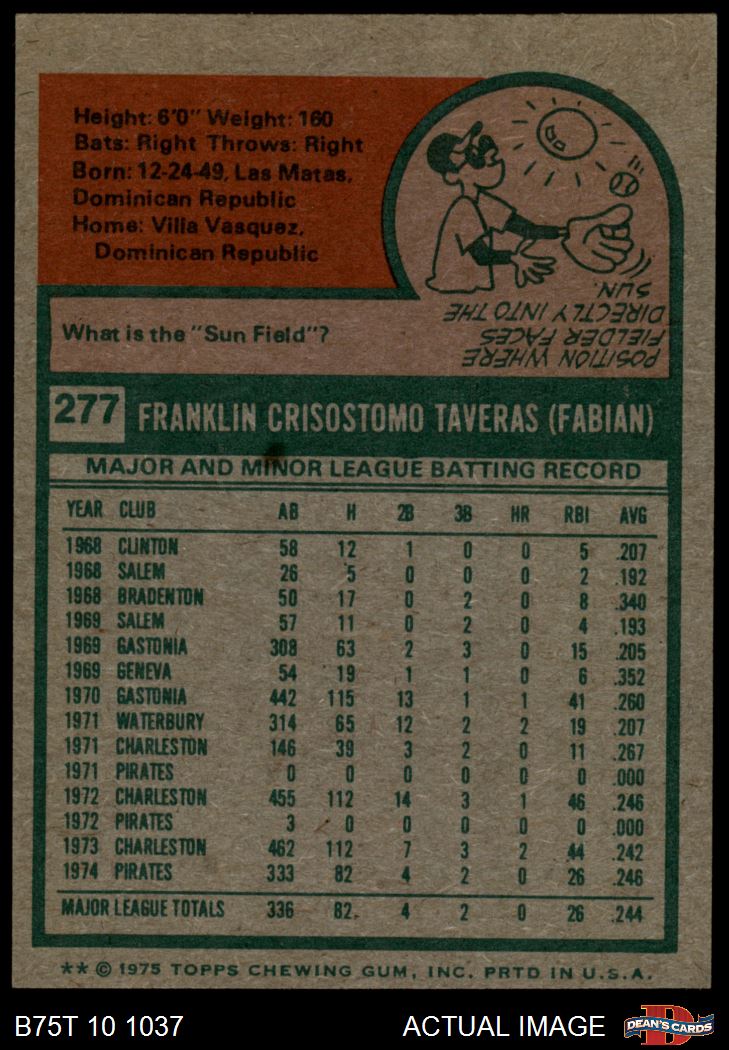 Height: 6'0" Weight: 160
Bats: Right Throws: Right
Born: 12-24-49, Las Matas,
Dominican Republic
Home: Villa Vasquez,
Dominican Republic
What is the "Sun Field"?
POSITION WHERE
FIELDER FACES
DIRECTLY INTO THE
SUN.
277 FRANKLIN CRISOSTOMO TAVERAS (FABIAN)
MAJOR AND MINOR LEAGUE BATTING RECORD
YEAR CLUB AB H 2B 3B HR RBI AVG
1968 CLINTON 58 12 1 0 0 5 .207
1968 SALEM 26 5 0 0 0 2 .192
1968 BRADENTON 50 17 0 2 0 8 .340
1969 SALEM 57 11 0 2 0 4 .193
1969 GASTONIA 308 63 2 3 0 15 .205
1969 GENEVA 54 19 1 1 0 6 .352
1970 GASTONIA 442 115 13 1 1 41 .260
1971 WATERBURY 314 65 12 2 2 19 .207
1971 CHARLESTON 146 39 3 2 0 11 .267
1971 PIRATES 0 0 0 0 0 0 .000
1972 CHARLESTON 455 112 14 3 1 46 .246
1972 PIRATES 3 0 0 0 0 0 .000
1973 CHARLESTON 462 112 7 3 2 44 .242
1974 PIRATES 333 82 4 2 0 26 .246
MAJOR LEAGUE TOTALS 336 82 4 2 0 26 .244
** © 1975 TOPPS CHEWING GUM, INC. PRTD IN U.S.A.
B75T 10 1037 ACTUAL IMAGE DEAN'S CARDS